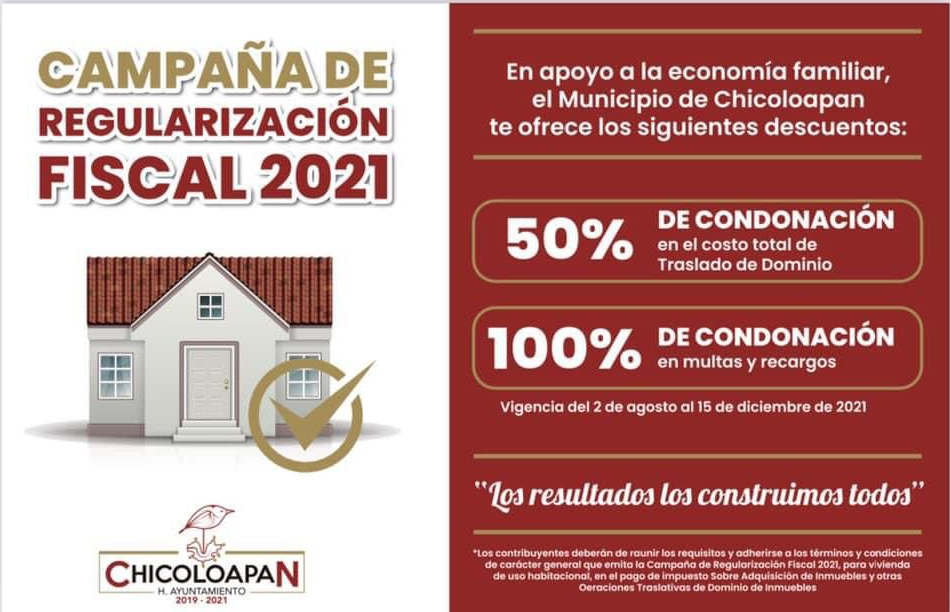 CAMPAÑA DE
REGULARIZACIÓN
FISCAL 2021
CHICOLOAPAN
H. AYUNTAMIENTO
2019 - 2021
En apoyo a la economía familiar,
el Municipio de Chicoloapan
te ofrece los siguientes descuentos:
50% DE CONDONACIÓN
en el costo total de
Traslado de Dominio
100% DE CONDONACIÓN
en multas y recargos
Vigencia del 2 de agosto al 15 de diciembre de 2021
"Los resultados los construimos todos"
*Los contribuyentes deberán de raunir los requisitos y adherirse a los términos y condiciones
de carácter general que emita la Campaña de Regularización Fiscal 2021, para vivienda
de uso habitacional, en el pago de impuesto Sobre Adquisición de Inmuebles y otras
Oeraciones Traslativas de Dominio de Inmuebles